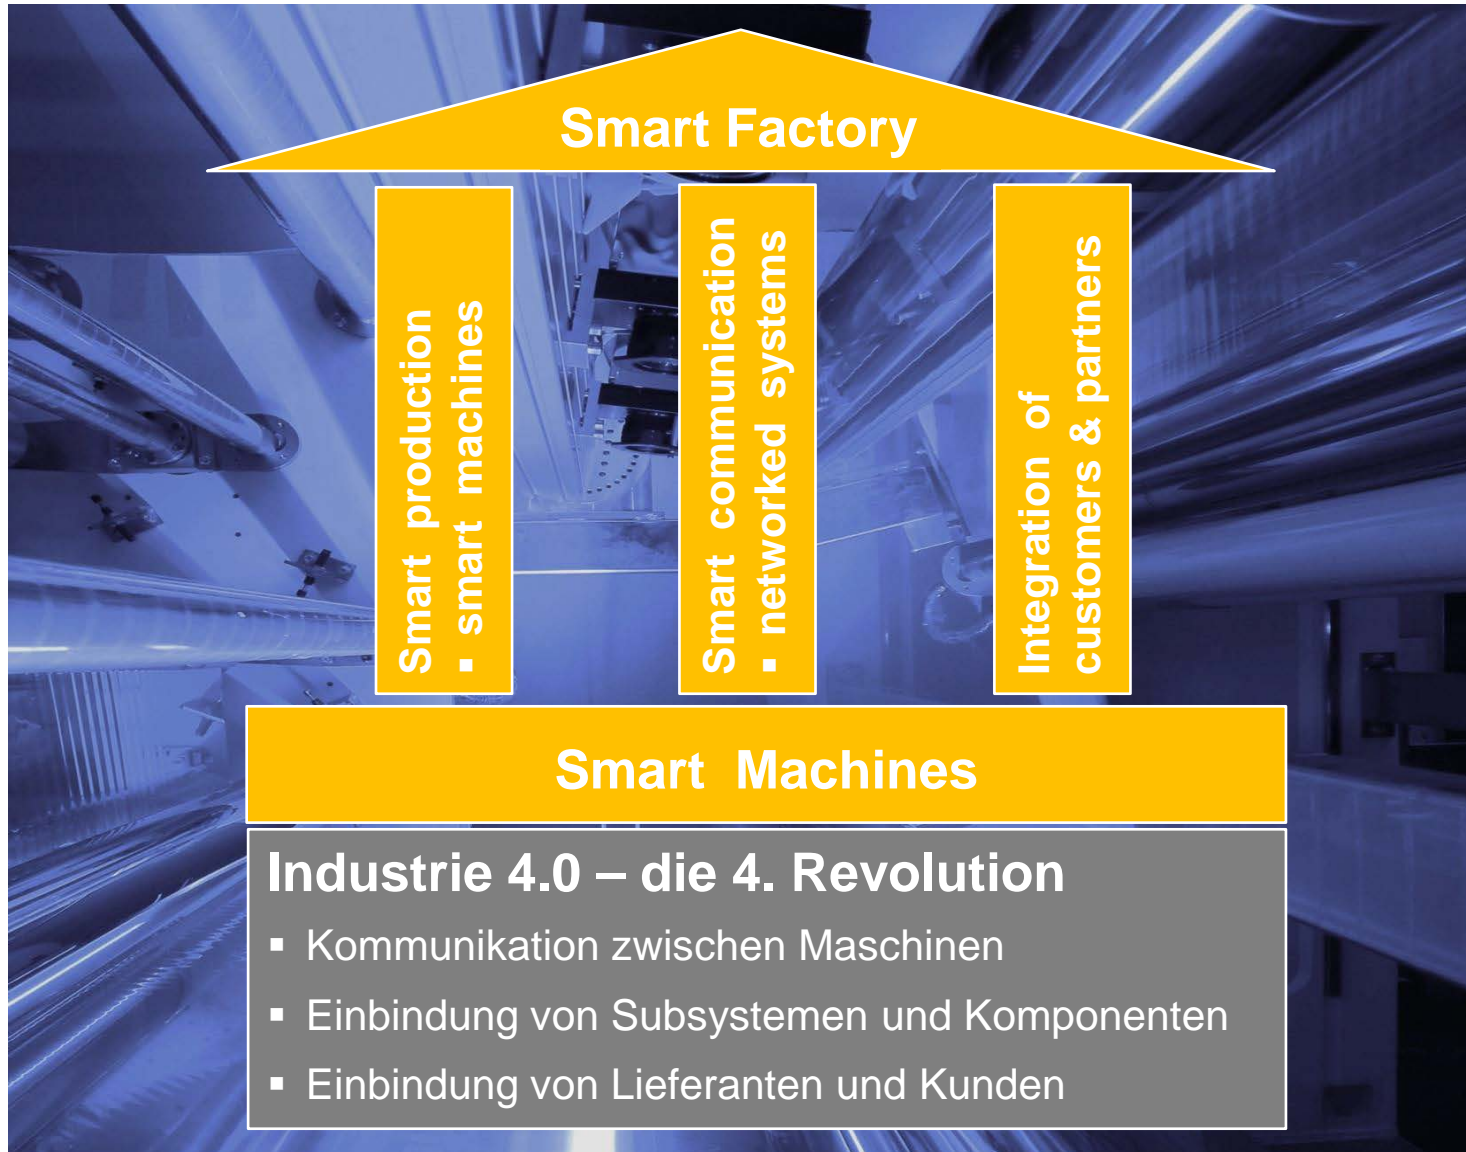 Smart Factory
Smart production
▪ smart machines
Smart communication
▪ networked systems
Integration of
customers & partners
Smart Machines
Industrie 4.0 – die 4. Revolution
▪ Kommunikation zwischen Maschinen
▪ Einbindung von Subsystemen und Komponenten
▪ Einbindung von Lieferanten und Kunden